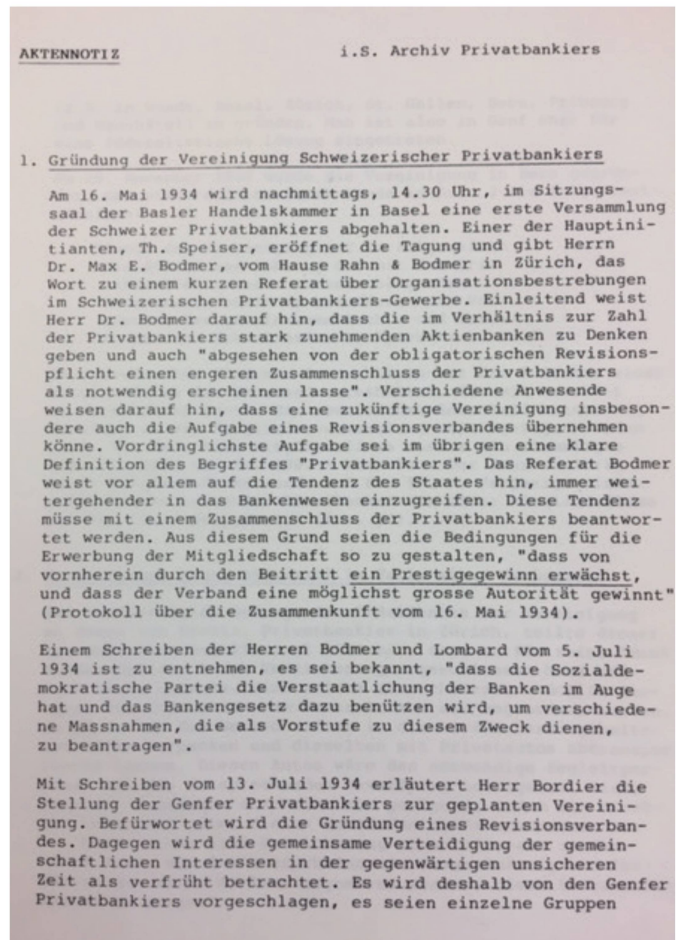 AKTENNOTIZ i.S. Archiv Privatbankiers
1. Gründung der Vereinigung Schweizerischer Privatbankiers
Am 16. Mai 1934 wird nachmittags, 14.30 Uhr, im Sitzungs-
saal der Basler Handelskammer in Basel eine erste Versammlung
der Schweizer Privatbankiers abgehalten. Einer der Hauptini-
tianten, Th. Speiser, eröffnet die Tagung und gibt Herrn
Dr. Max E. Bodmer, vom Hause Rahn & Bodmer in Zürich, das
Wort zu einem kurzen Referat über Organisationsbestrebungen
im Schweizerischen Privatbankiers-Gewerbe. Einleitend weist
Herr Dr. Bodmer darauf hin, dass die im Verhältnis zur Zahl
der Privatbankiers stark zunehmenden Aktienbanken zu Denken
geben und auch "abgesehen von der obligatorischen Revisions-
pflicht einen engeren Zusammenschluss der Privatbankiers
als notwendig erscheinen lasse". Verschiedene Anwesende
weisen darauf hin, dass eine zukünftige Vereinigung insbeson-
dere auch die Aufgabe eines Revisionsverbandes übernehmen
könne. Vordringlichste Aufgabe sei im übrigen eine klare
Definition des Begriffes "Privatbankiers". Das Referat Bodmer
weist vor allem auf die Tendenz des Staates hin, immer wei-
tergehender in das Bankenwesen einzugreifen. Diese Tendenz
müsse mit einem Zusammenschluss der Privatbankiers beantwor-
tet werden. Aus diesem Grund seien die Bedingungen für die
Erwerbung der Mitgliedschaft so zu gestalten, "dass von
vornherein durch den Beitritt ein Prestigegewinn erwächst,
und dass der Verband eine möglichst grosse Autorität gewinnt"
(Protokoll über die Zusammenkunft vom 16. Mai 1934).
Einem Schreiben der Herren Bodmer und Lombard vom 5. Juli
1934 ist zu entnehmen, es sei bekannt, "dass die Sozialde-
mokratische Partei die Verstaatlichung der Banken im Auge
hat und das Bankengesetz dazu benützen wird, um verschiede-
ne Massnahmen, die als Vorstufe zu diesem Zweck dienen,
zu beantragen".
Mit Schreiben vom 13. Juli 1934 erläutert Herr Bordier die
Stellung der Genfer Privatbankiers zur geplanten Vereini-
gung. Befürwortet wird die Gründung eines Revisionsverban-
des. Dagegen wird die gemeinsame Verteidigung der gemein-
schaftlichen Interessen in der gegenwärtigen unsicheren
Zeit als verfrüht betrachtet. Es wird deshalb von den Genfer
Privatbankiers vorgeschlagen, es seien einzelne Gruppen